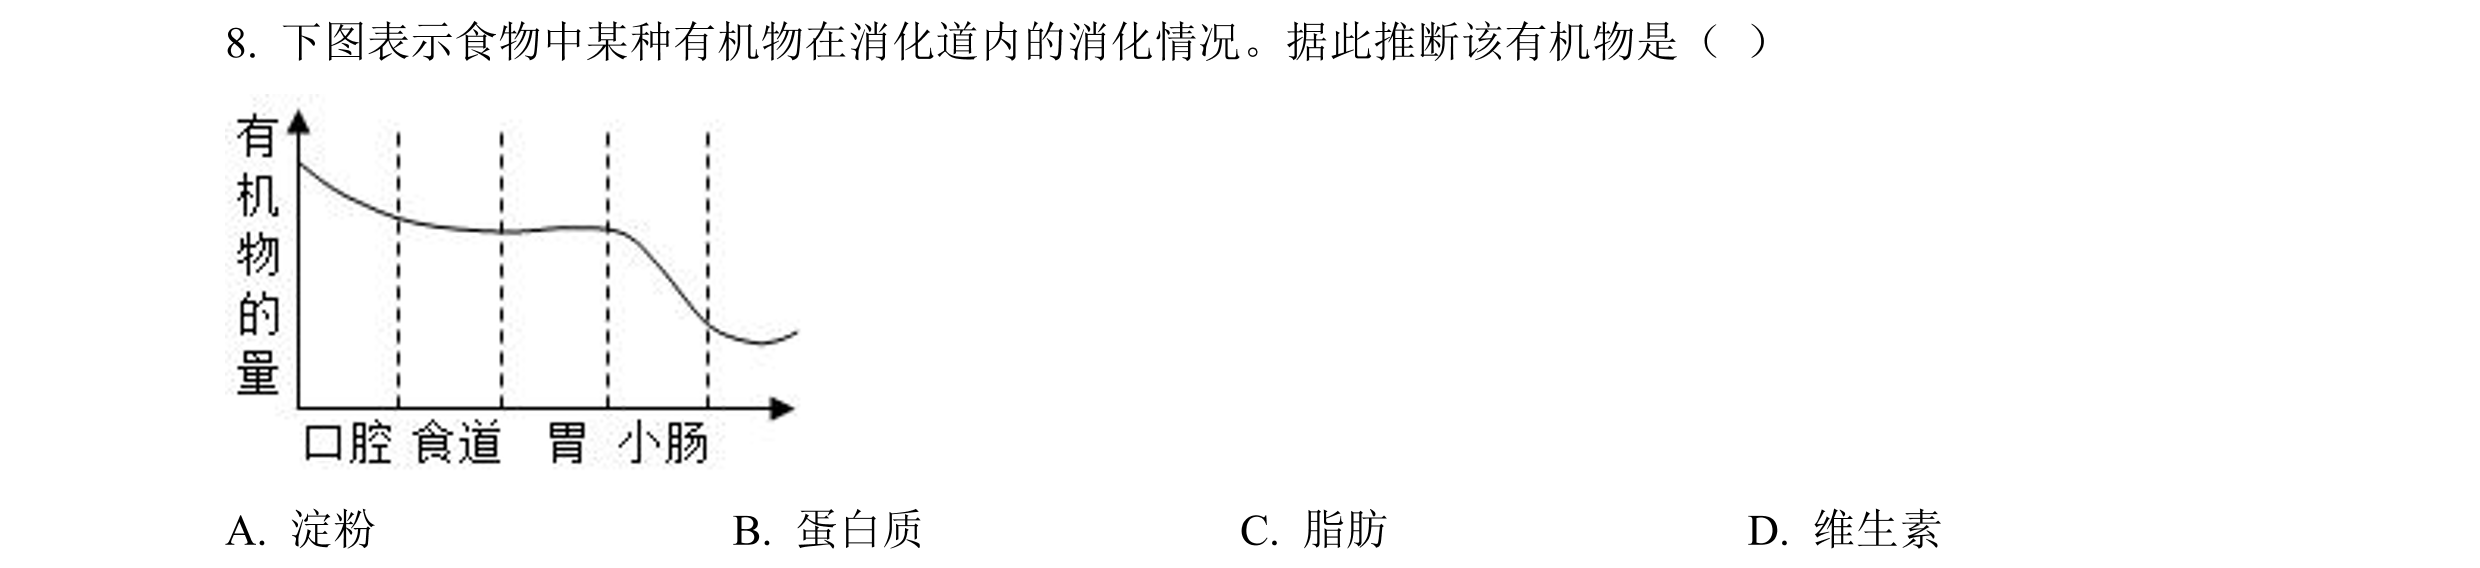 8. 下图表示食物中某种有机物在消化道内的消化情况。据此推断该有机物是（ ）
有机物的量
口腔 食道 胃 小肠
A. 淀粉 B. 蛋白质 C. 脂肪 D. 维生素